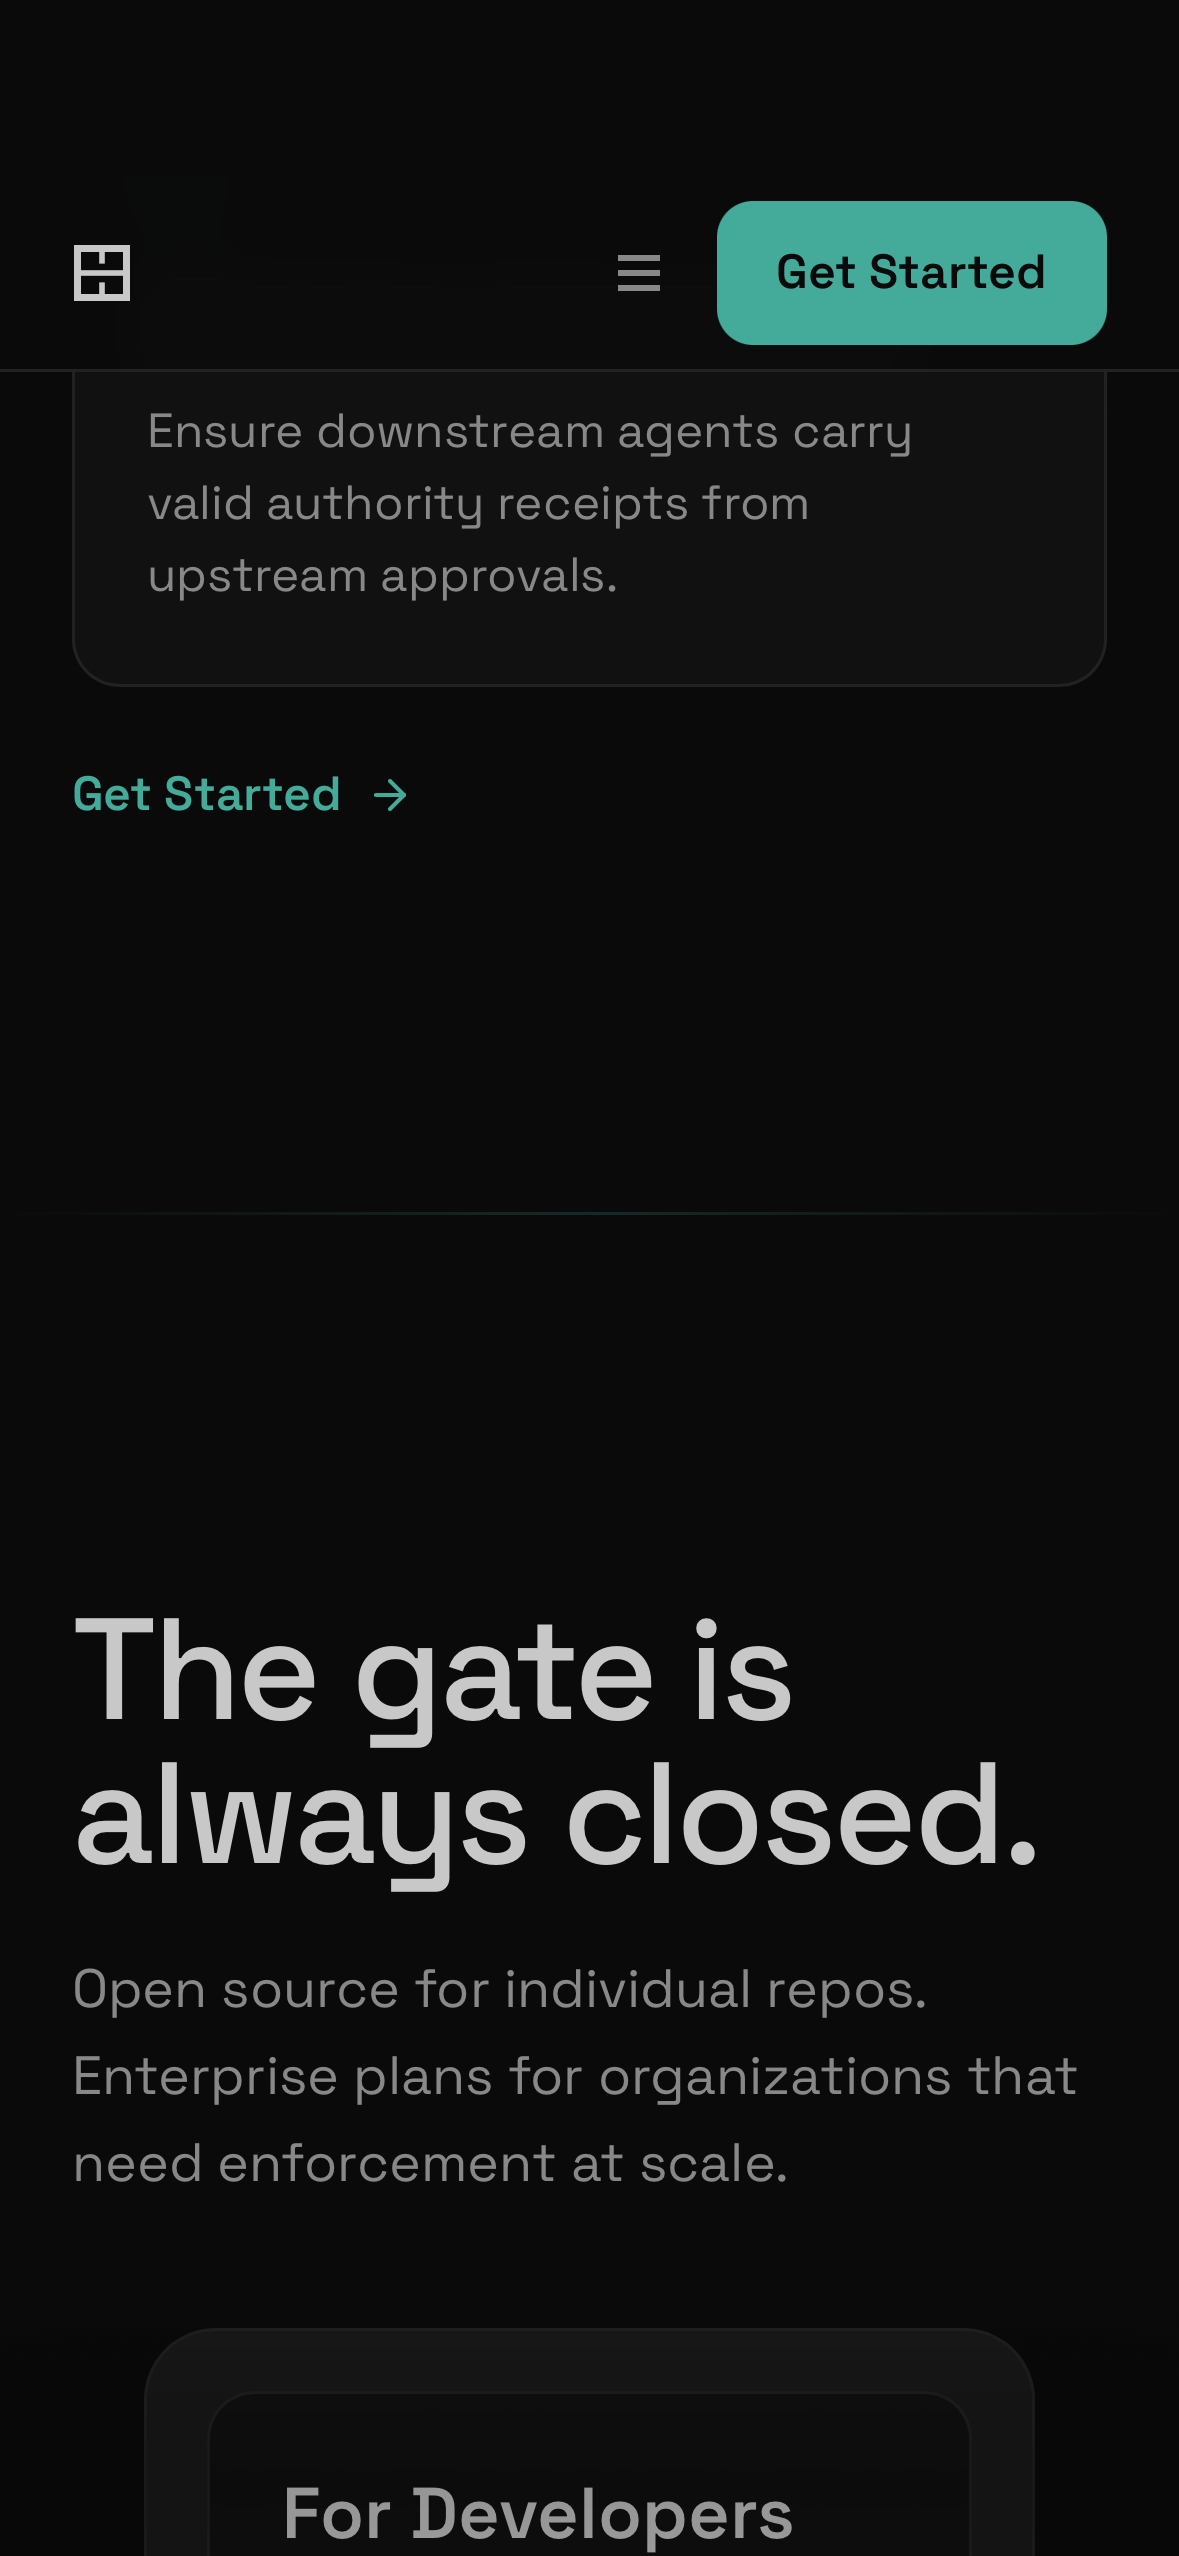 Get Started
Ensure downstream agents carry
valid authority receipts from
upstream approvals.
Get Started →
The gate is
always closed.
Open source for individual repos.
Enterprise plans for organizations that
need enforcement at scale.
For Developers